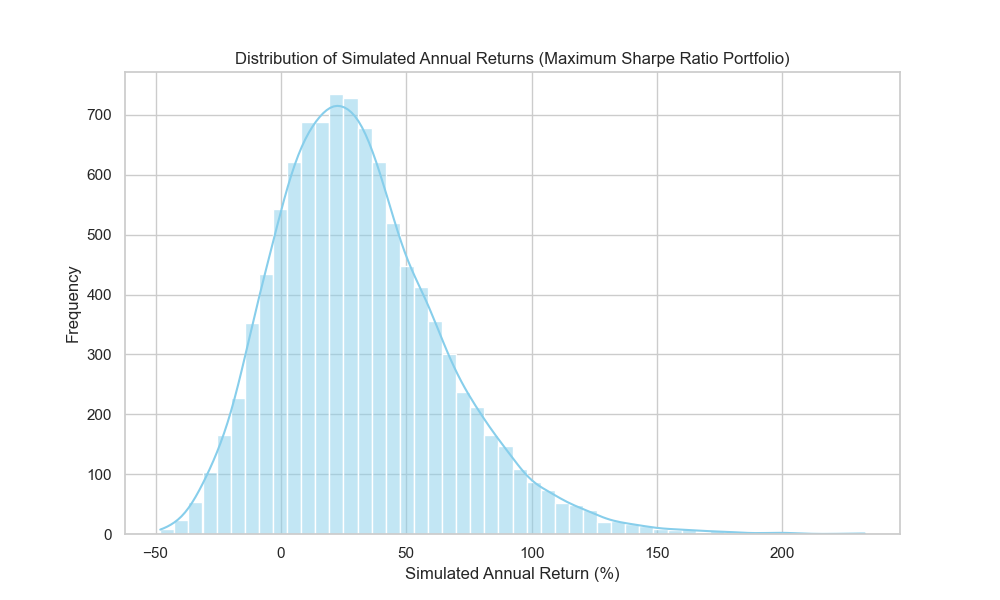 Distribution of Simulated Annual Returns (Maximum Sharpe Ratio Portfolio)
Frequency
700
600
500
400
300
200
100
0
−50 0 50 100 150 200
Simulated Annual Return (%)